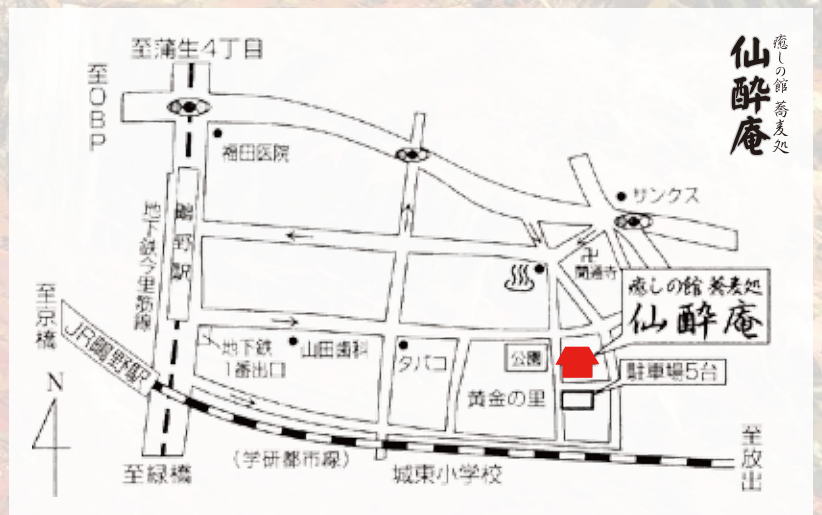 至蒲生4丁目
至OBP
癒しの館 蕎麦処
仙酔庵
福田医院
サンクス
地下鉄今里筋線
鴫野駅
卍
開通寺
癒しの館 蕎麦処
仙酔庵
至京橋
JR鴫野駅
地下鉄
1番出口
山田歯科
タバコ
公園
駐車場5台
黄金の里
N
至緑橋
(学研都市線)
城東小学校
至放出